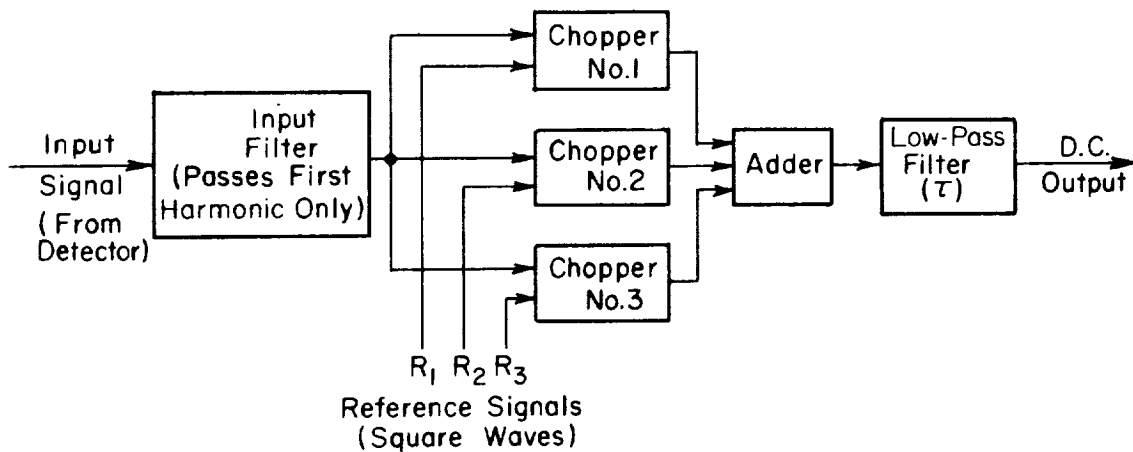 Input
Signal
(From
Detector)
Input
Filter
(Passes First
Harmonic Only)
Chopper
No.1
Chopper
No.2
Chopper
No.3
R1
R2
R3
Reference Signals
(Square Waves)
Adder
Low-Pass
Filter
(τ)
D.C.
Output